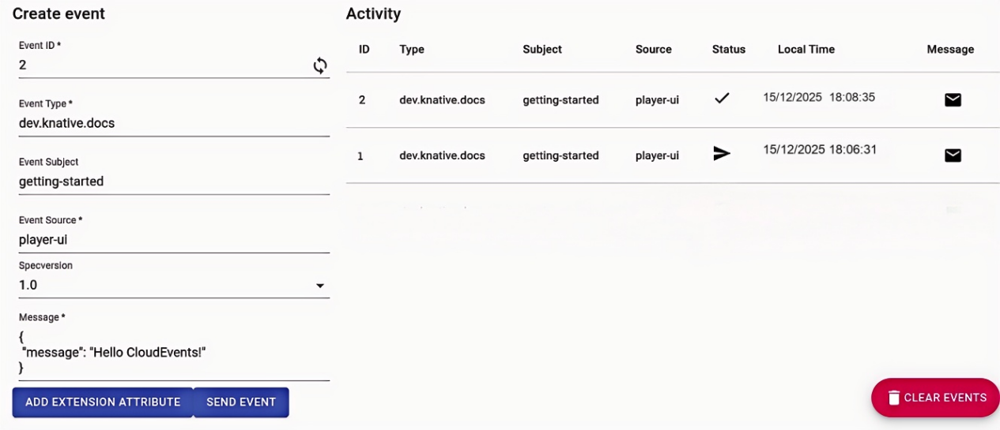 Create event
Event ID *
2
Event Type *
dev.knative.docs
Event Subject
getting-started
Event Source *
player-ui
Specversion
1.0
Message *
{
"message": "Hello CloudEvents!"
}
ADD EXTENSION ATTRIBUTE SEND EVENT
Activity
ID Type Subject Source Status Local Time Message
2 dev.knative.docs getting-started player-ui 15/12/2025 18:08:35
1 dev.knative.docs getting-started player-ui 15/12/2025 18:06:31
CLEAR EVENTS